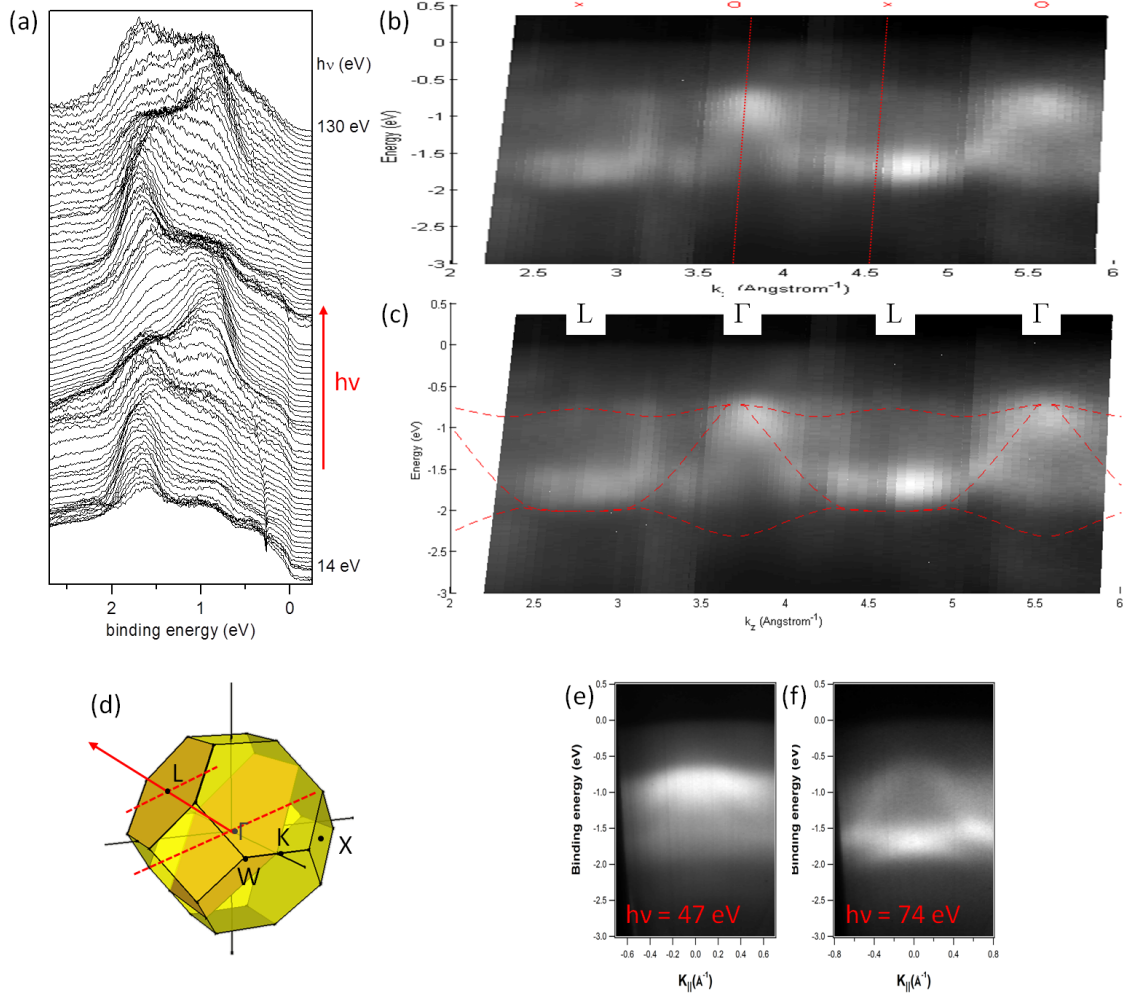 (a)
hν (eV)
130 eV
hν
14 eV
2 1 0
binding energy (eV)
(b)
0.5
0
-0.5
-1
-1.5
-2
-2.5
-3
Energy (eV)
2 2.5 3 3.5 4 4.5 5 5.5 6
(Angstrom⁻¹)
(c)
L Γ L Γ
0.5
0
-0.5
-1
-1.5
-2
-2.5
-3
Energy (eV)
2 2.5 3 3.5 4 4.5 5 5.5 6
k_z (Angstrom⁻¹)
(d)
L
Γ
K
X
W
(e)
0.5
0.0
-0.5
-1.0
-1.5
-2.0
-2.5
-3.0
Binding energy (eV)
hν = 47 eV
-0.6 -0.4 -0.2 0.0 0.2 0.4 0.6
K||(Å⁻¹)
(f)
0.5
0.0
-0.5
-1.0
-1.5
-2.0
-2.5
-3.0
Binding energy (eV)
hν = 74 eV
-0.8 -0.4 0.0 0.4 0.8
K||(Å⁻¹)